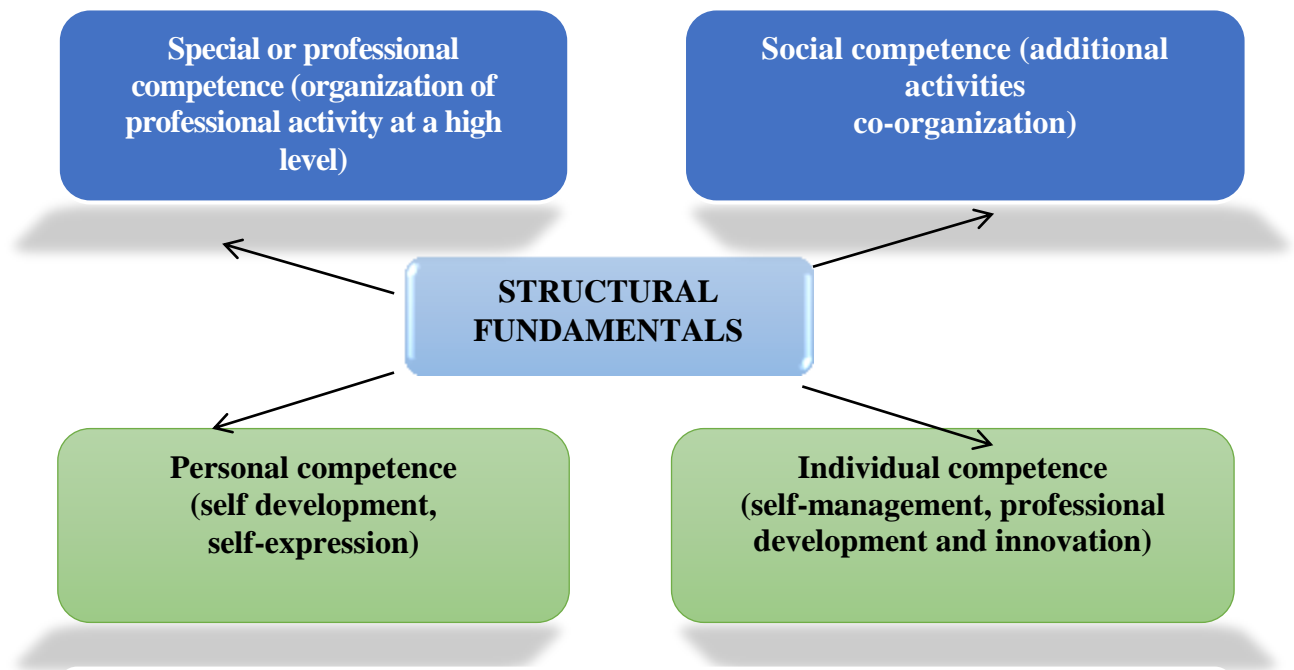 Special or professional
competence (organization of
professional activity at a high
level)
Social competence (additional
activities
co-organization)
STRUCTURAL
FUNDAMENTALS
Personal competence
(self development,
self-expression)
Individual competence
(self-management, professional
development and innovation)